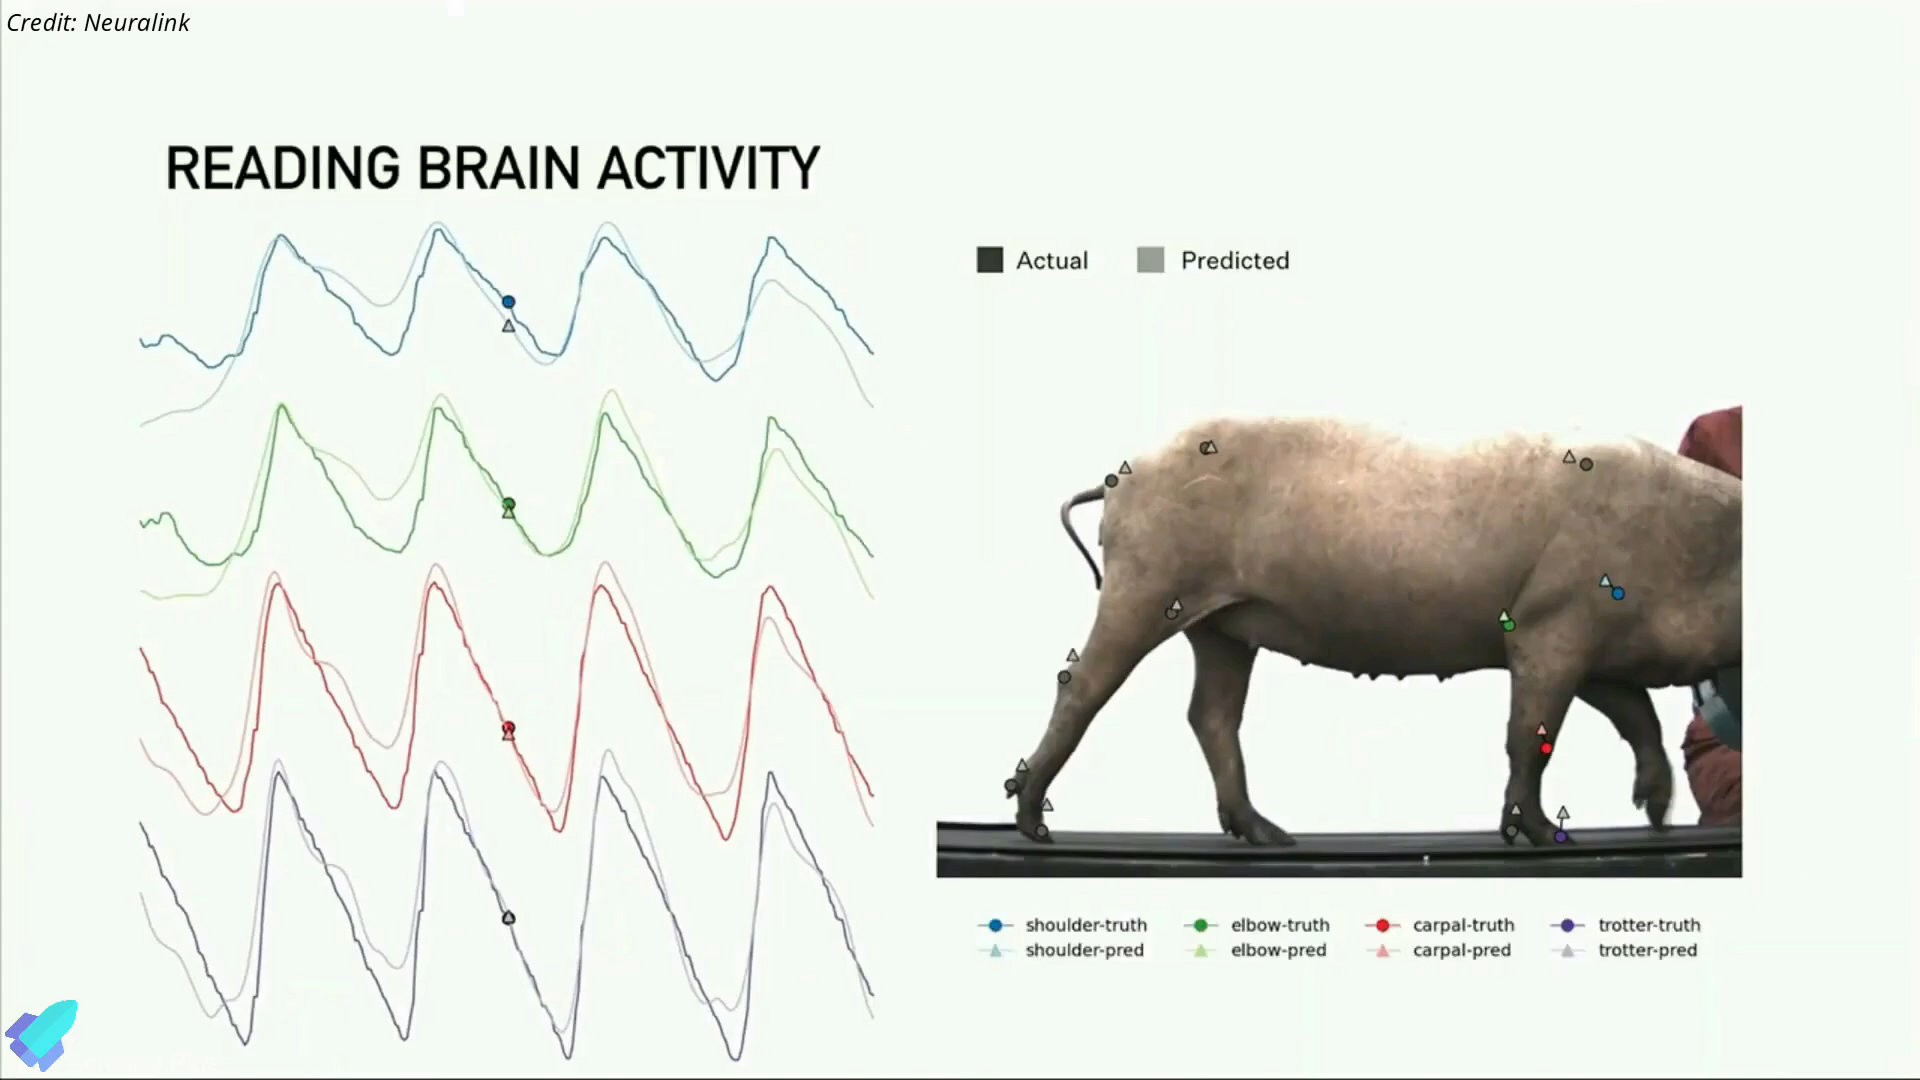 Credit: Neuralink
READING BRAIN ACTIVITY
Actual
Predicted
shoulder-truth
elbow-truth
carpal-truth
trotter-truth
shoulder-pred
elbow-pred
carpal-pred
trotter-pred